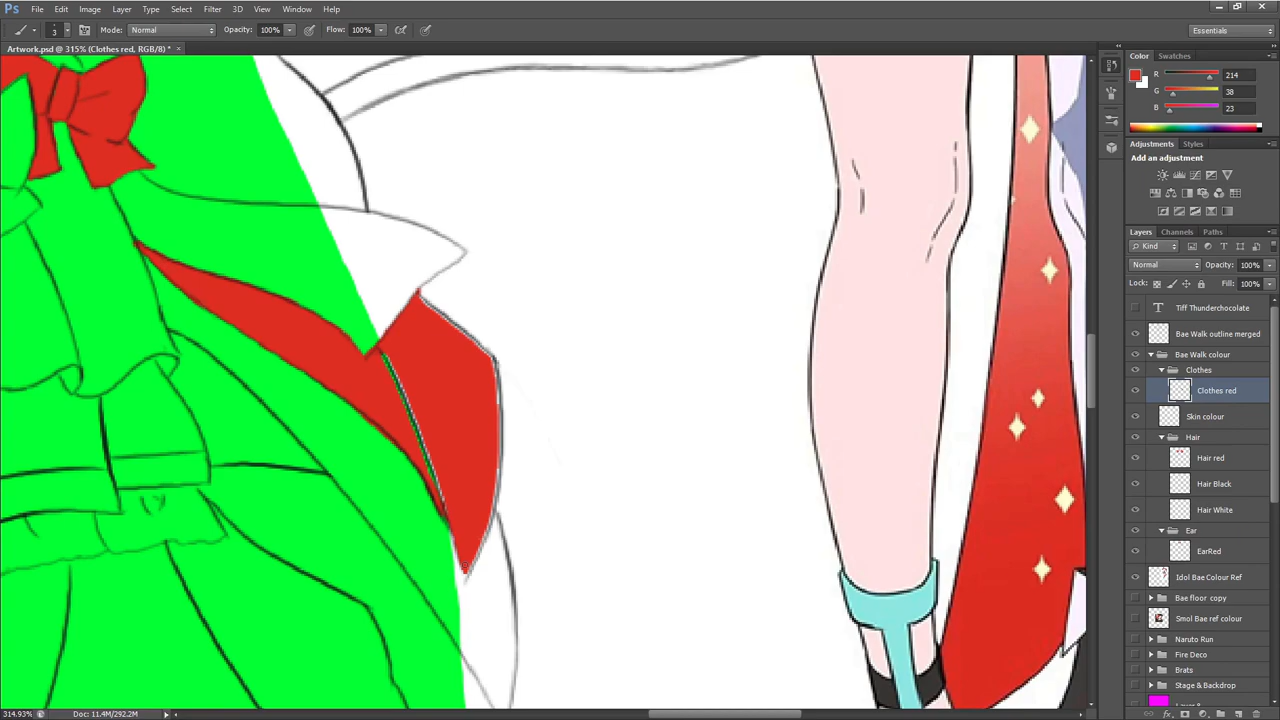 Ps File Edit Image Layer Type Select Filter 3D View Window Help
3 Mode: Normal Opacity: 100% Flow: 100% Essentials
Artwork.psd @ 315% (Clothes red, RGB/8) * ×
Color Swatches
R 214
G 38
B 23
Adjustments Styles
Add an adjustment
Layers Channels Paths
Kind
Normal Opacity: 100%
Lock: Fill: 100%
T Tiff Thunderchocolate
Bae Walk outline merged
Bae Walk colour
Clothes
Clothes red
Skin colour
Hair
Hair red
Hair Black
Hair White
Ear
EarRed
Idol Bae Colour Ref
Bae floor copy
Smol Bae ref colour
Naruto Run
Fire Deco
Brats
Stage & Backdrop
314.93% Doc: 11.4M/292.2M